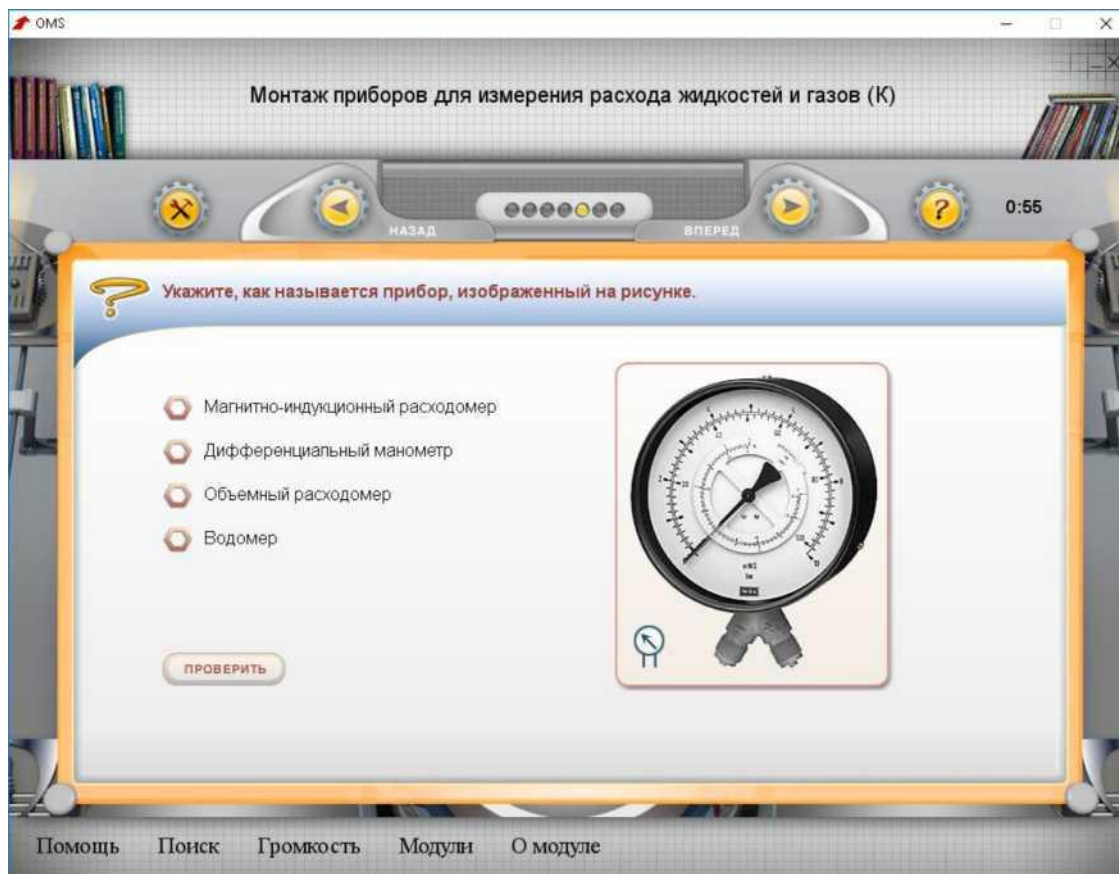 OMS
Монтаж приборов для измерения расхода жидкостей и газов (К)
НАЗАД
ВПЕРЕД
0:55
Укажите, как называется прибор, изображенный на рисунке.
Магнитно-индукционный расходомер
Дифференциальный манометр
Объемный расходомер
Водомер
ПРОВЕРИТЬ
Помощь Поиск Громкость Модули О модуле